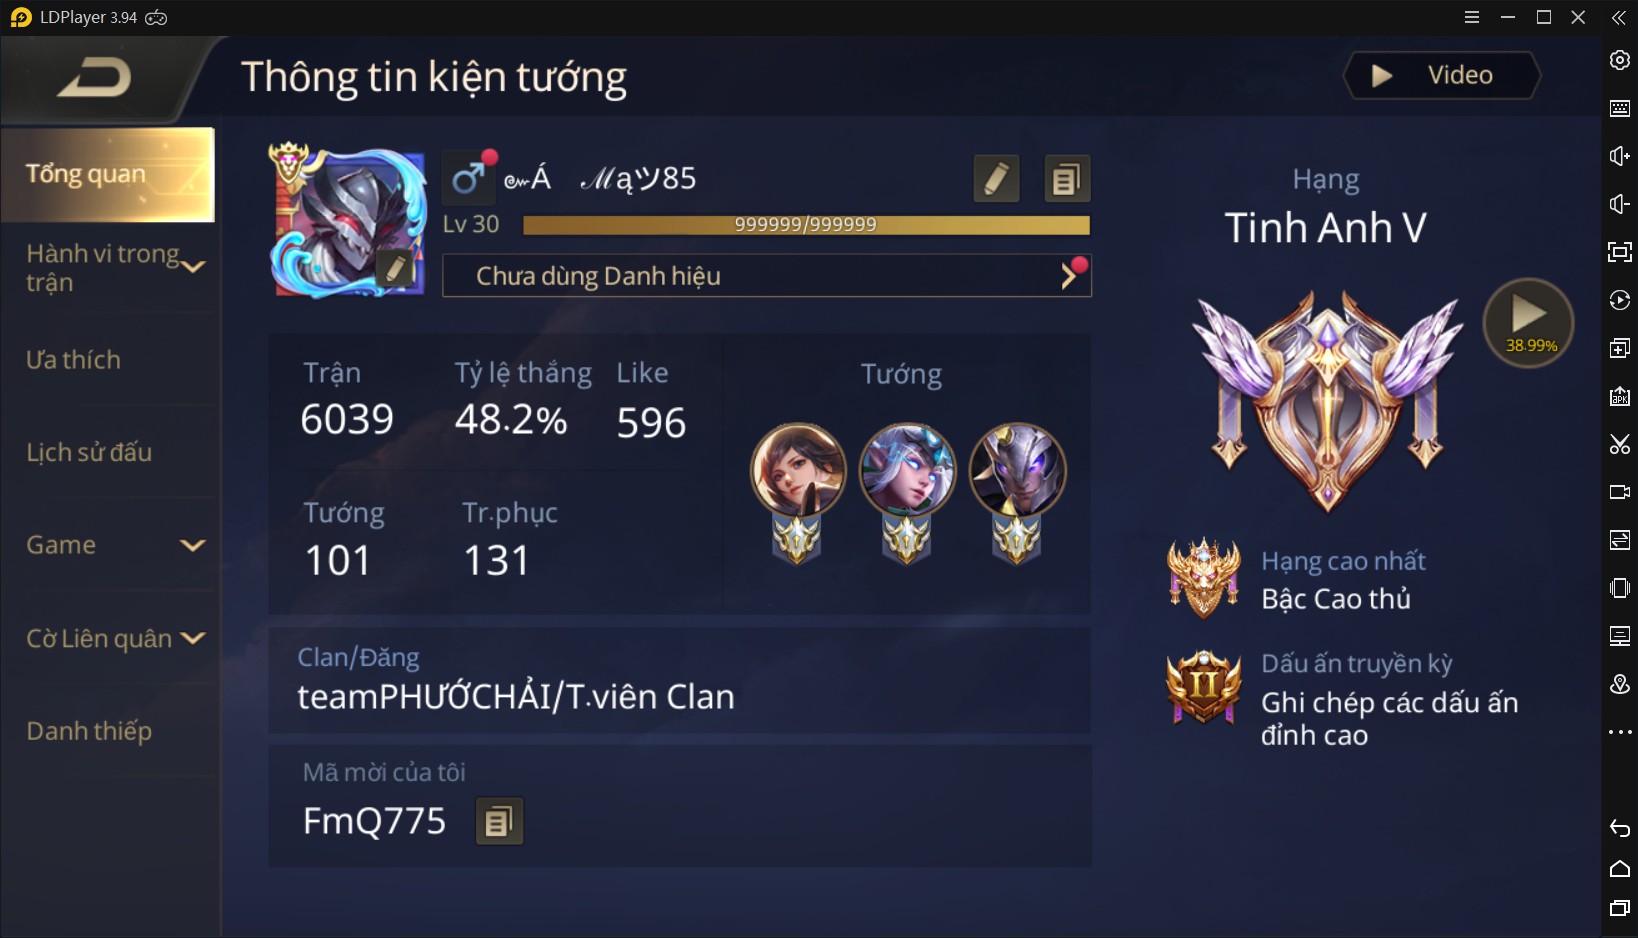 LDPlayer 3.94
Thông tin kiện tướng
Video
Tổng quan
Hành vi trong
trận
Ưa thích
Lịch sử đấu
Game
Cờ Liên quân
Danh thiếp
Á ℳạツ85
Lv 30
999999/999999
Chưa dùng Danh hiệu
Trận
Tỷ lệ thắng
Like
6039
48.2%
596
Tướng
Tr.phục
101
131
Tướng
Clan/Đăng
teamPHƯỚCHẢI/T.viên Clan
Mã mời của tôi
FmQ775
Hạng
Tinh Anh V
38.99%
Hạng cao nhất
Bậc Cao thủ
II
Dấu ấn truyền kỳ
Ghi chép các dấu ấn
đỉnh cao
APK